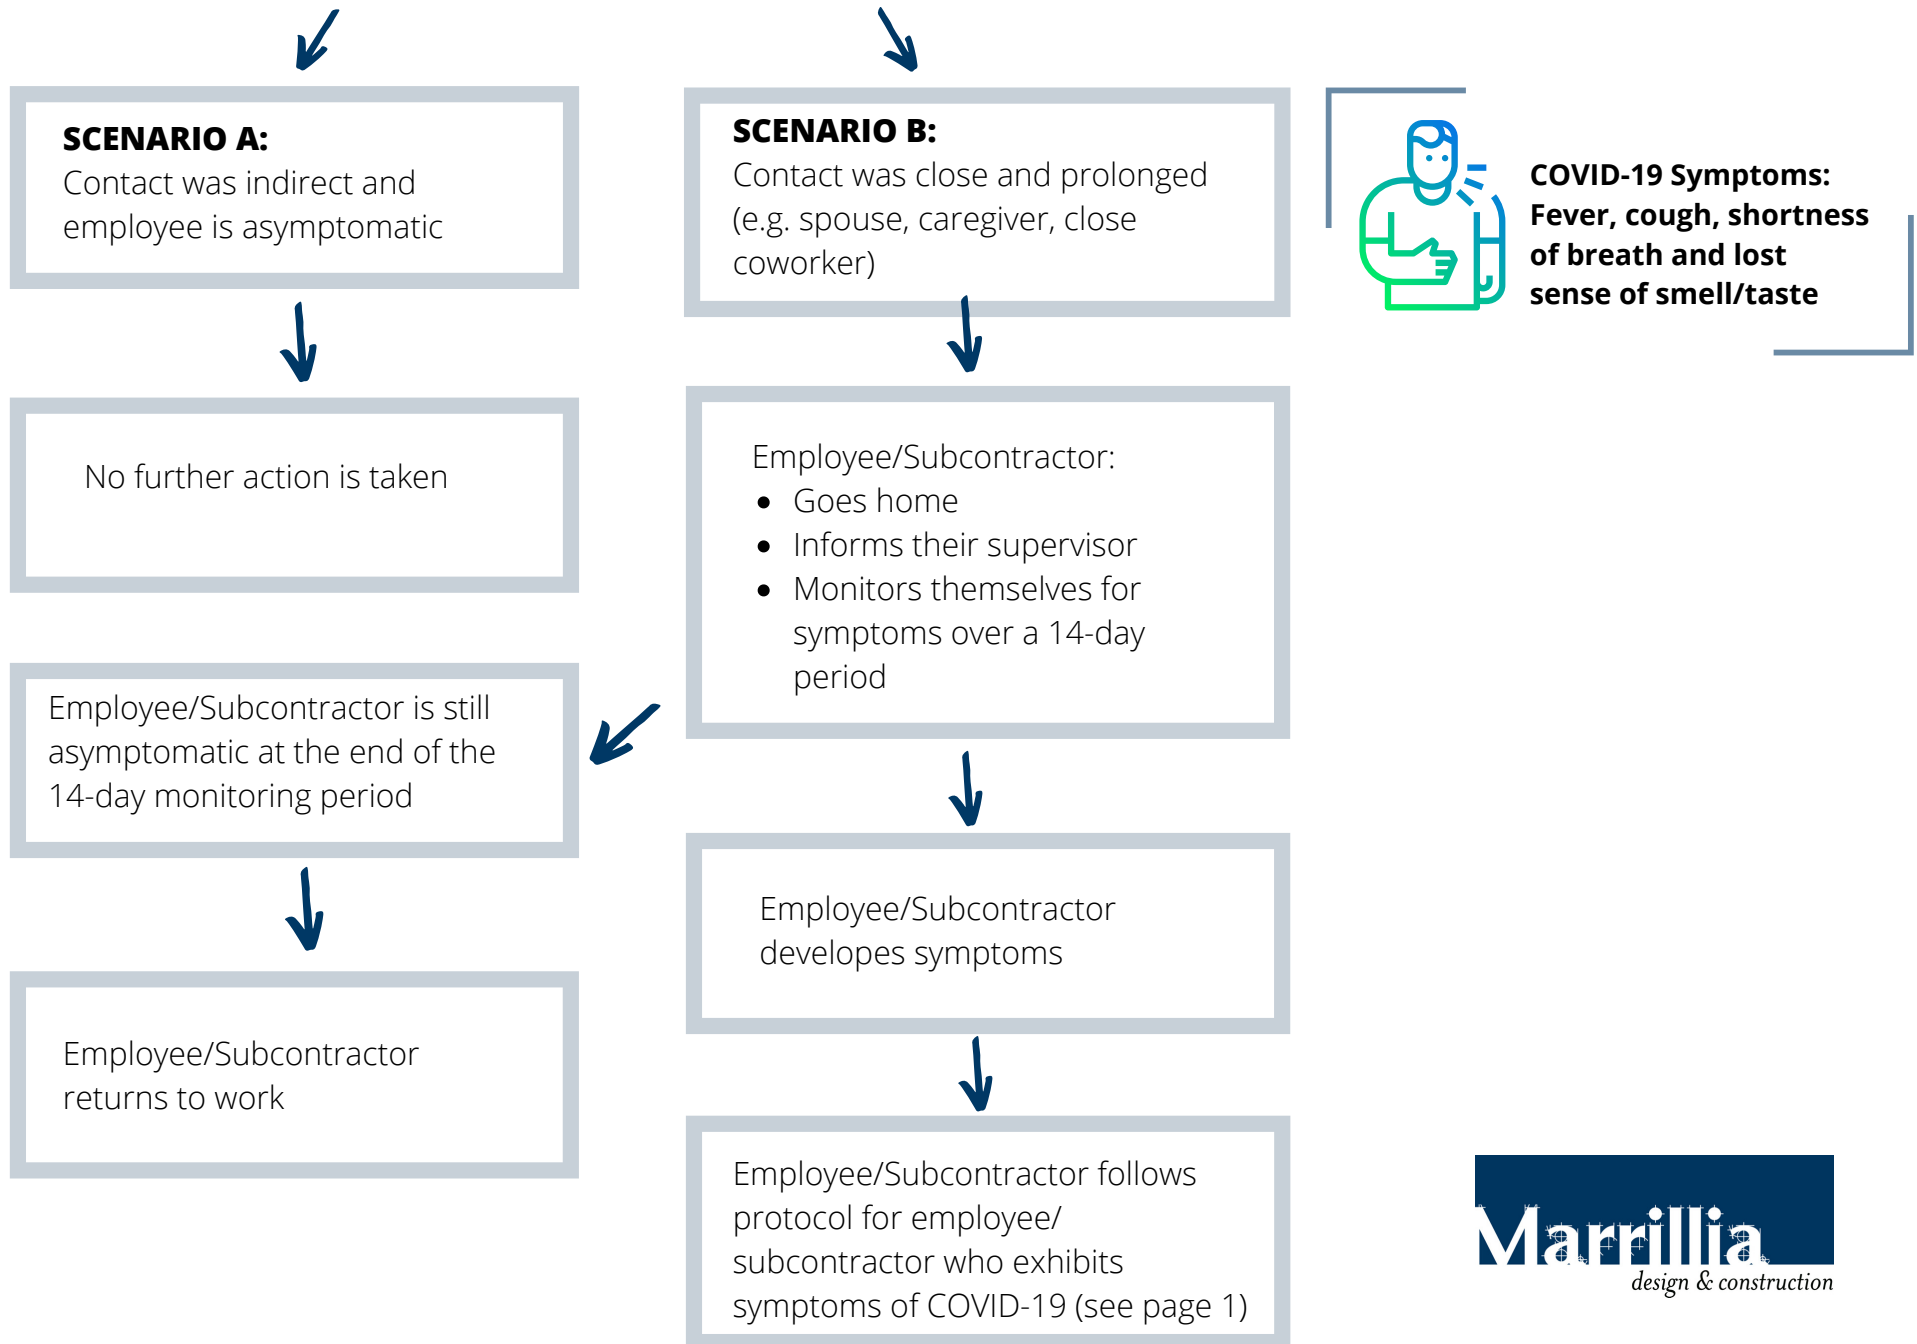 SCENARIO A:
Contact was indirect and
employee is asymptomatic
No further action is taken
SCENARIO B:
Contact was close and prolonged
(e.g. spouse, caregiver, close
coworker)
Employee/Subcontractor:
• Goes home
• Informs their supervisor
• Monitors themselves for
symptoms over a 14-day
period
Employee/Subcontractor is still
asymptomatic at the end of the
14-day monitoring period
Employee/Subcontractor
returns to work
Employee/Subcontractor
developes symptoms
Employee/Subcontractor follows
protocol for employee/
subcontractor who exhibits
symptoms of COVID-19 (see page 1)
COVID-19 Symptoms:
Fever, cough, shortness
of breath and lost
sense of smell/taste
Marrillia
design & construction